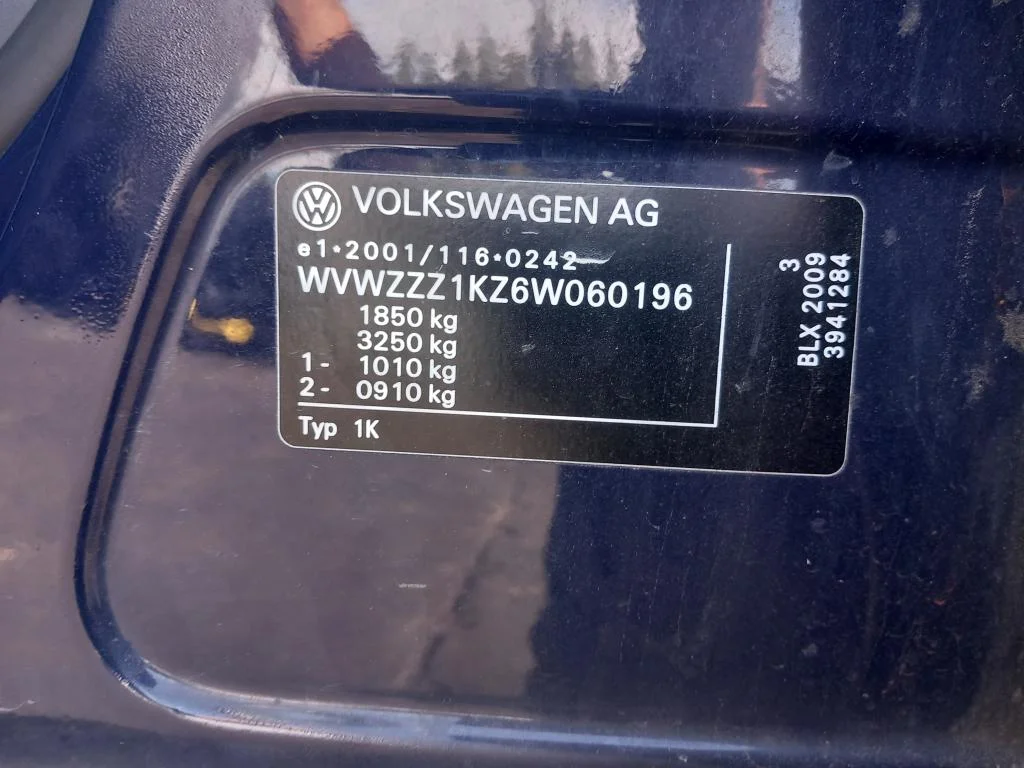 VOLKSWAGEN AG
e1*2001/116*0242
WVWZZZ1KZ6W060196
1850 kg
3250 kg
1- 1010 kg
2- 0910 kg
Typ 1K
3
BLX 2009
3941284